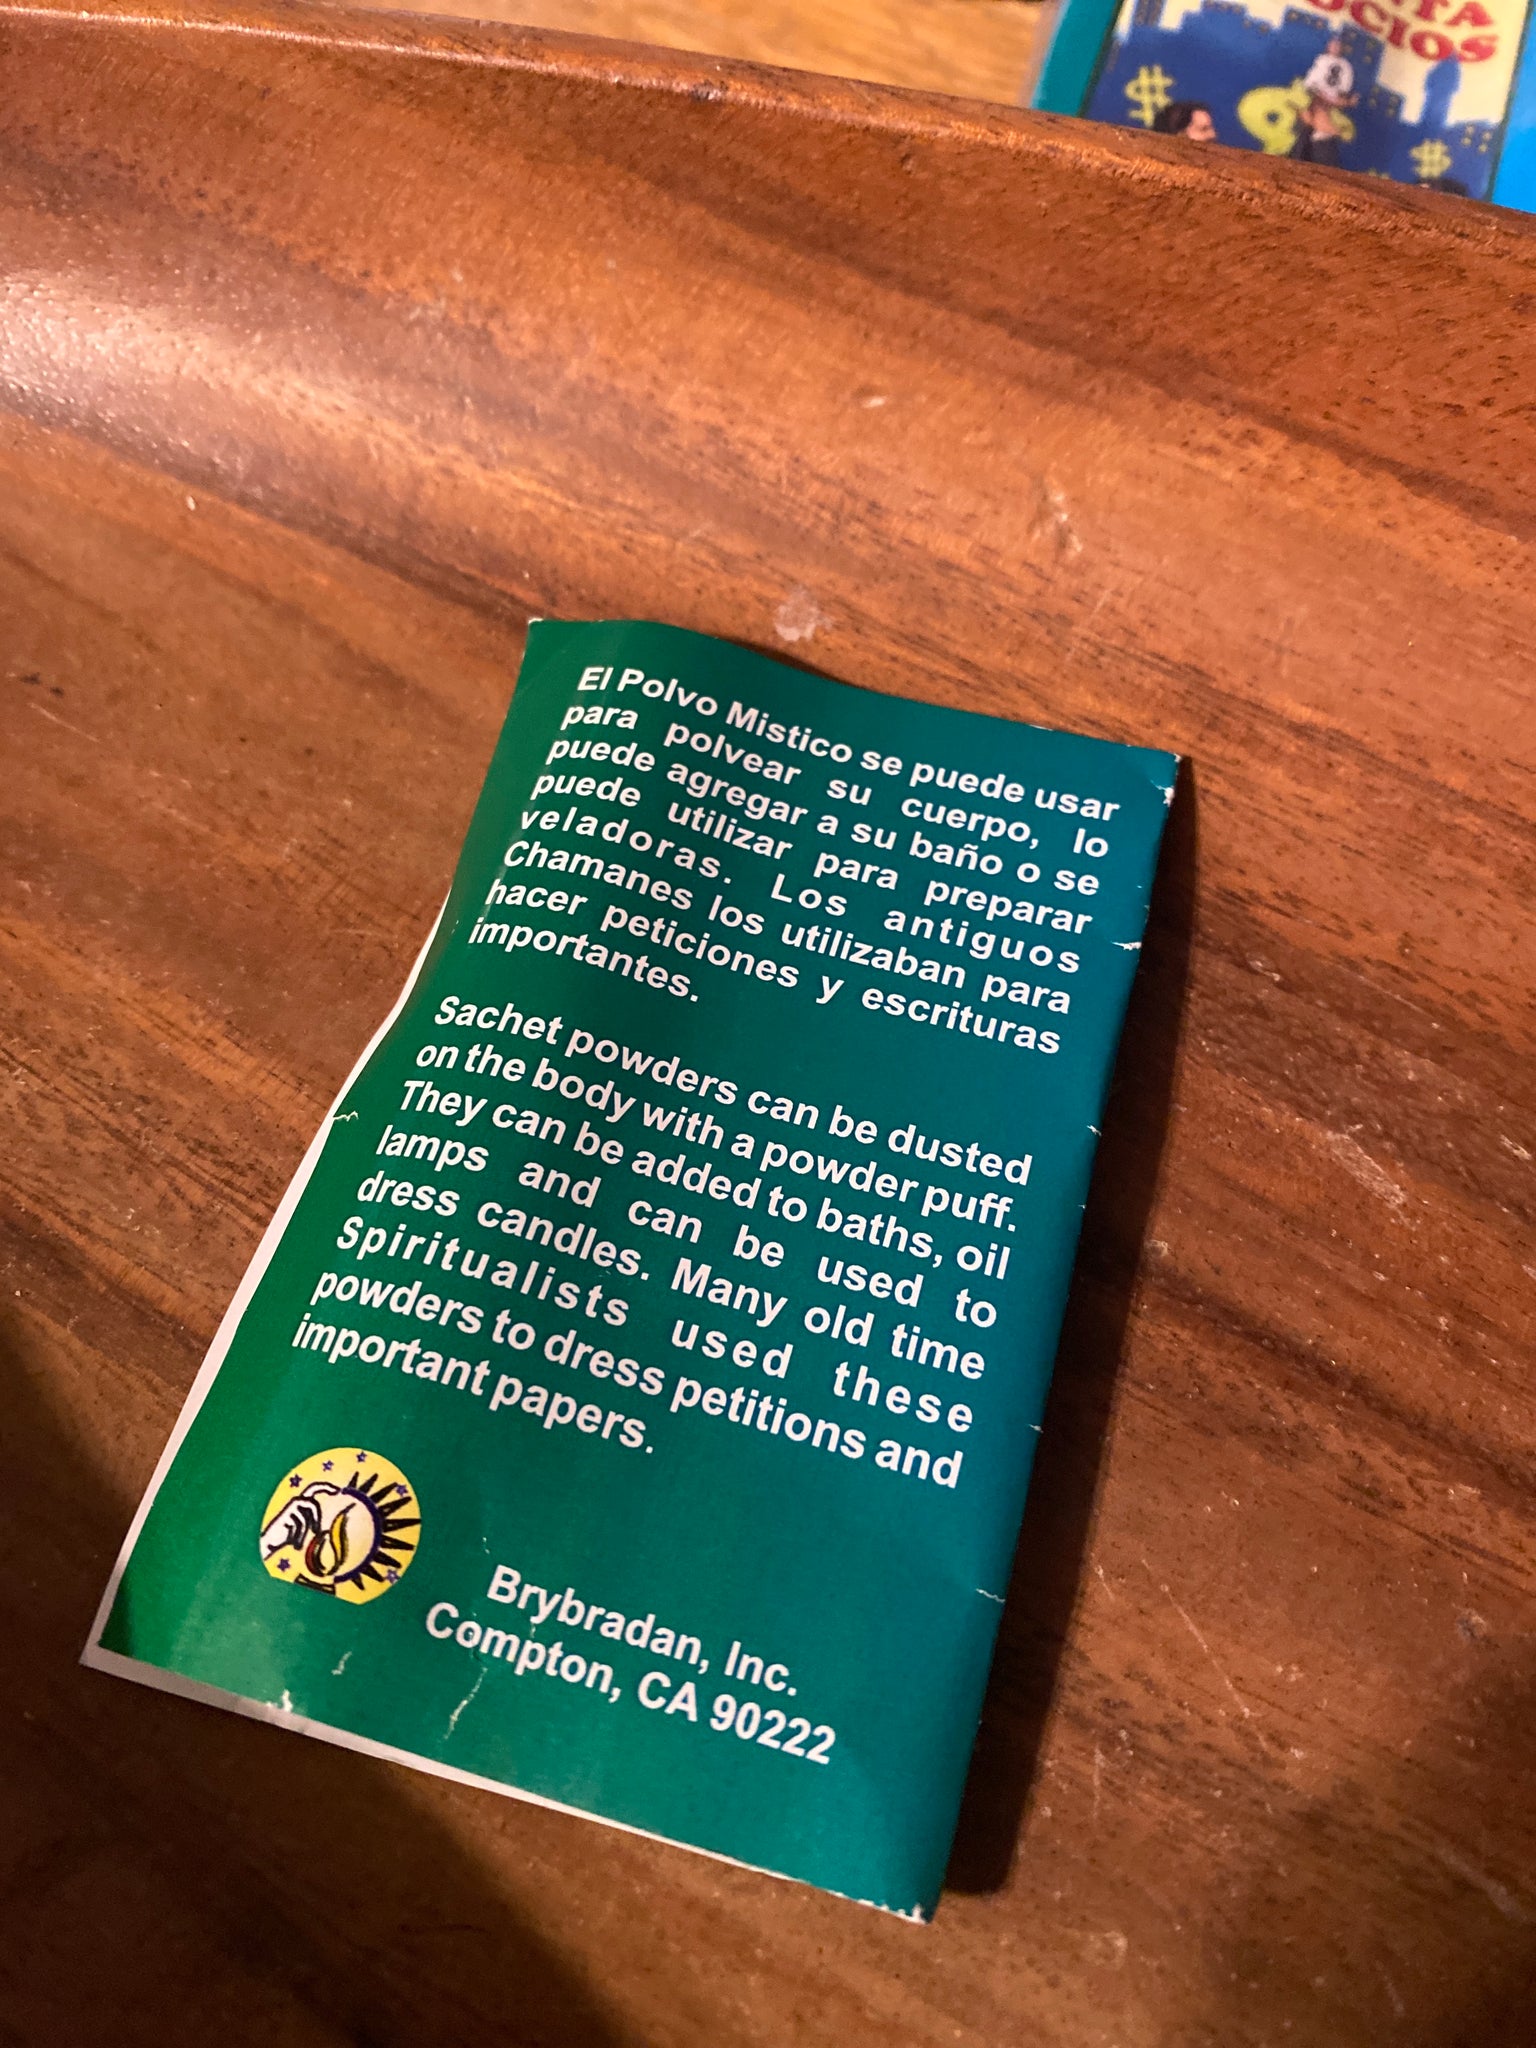 TA
OCIOS
$
$
$
El Polvo Mistico se puede usar
para polvear su cuerpo, lo
puede agregar a su baño o se
puede utilizar para preparar
veladoras. Los antiguos
Chamanes los utilizaban para
hacer peticiones y escrituras
importantes.
Sachet powders can be dusted
on the body with a powder puff.
They can be added to baths, oil
lamps and can be used to
dress candles. Many old time
Spiritualists used these
powders to dress petitions and
important papers.
Brybradan, Inc.
Compton, CA 90222